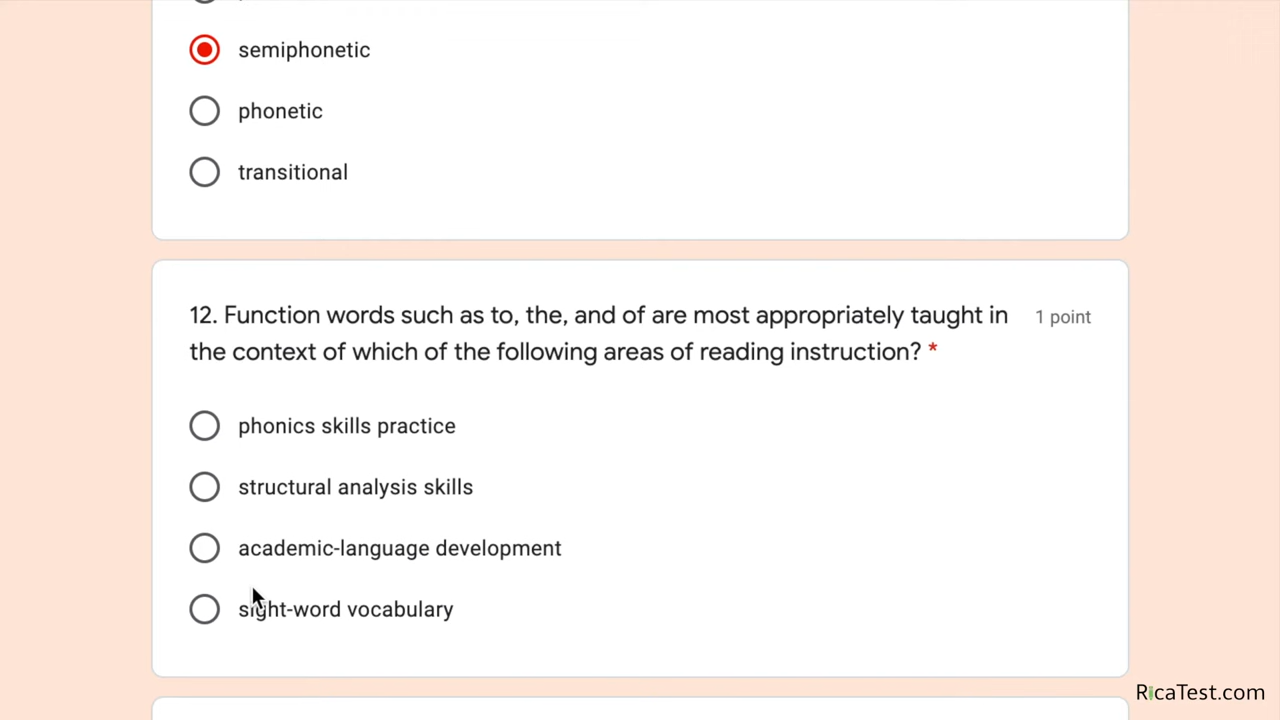 semiphonetic
phonetic
transitional
12. Function words such as to, the, and of are most appropriately taught in 1 point
the context of which of the following areas of reading instruction? *
phonics skills practice
structural analysis skills
academic-language development
sight-word vocabulary
RicaTest.com